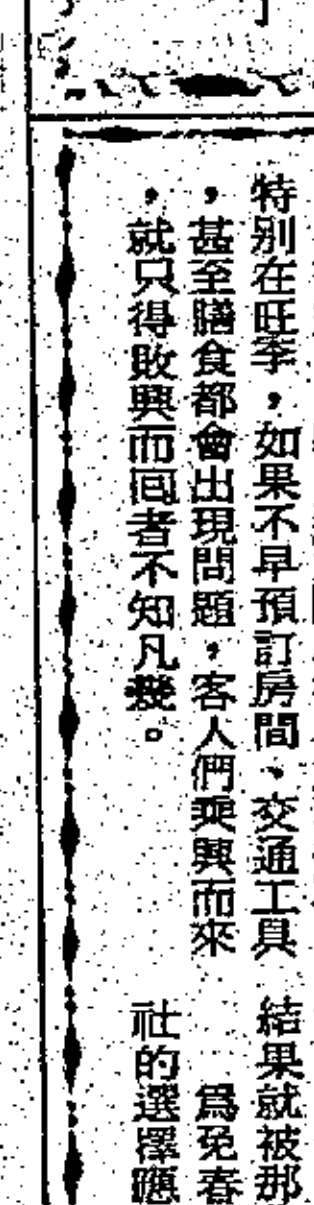 特別在旺季，如果不早預訂房間、交通工具
，甚至膳食都會出現問題，客人們乘興而來
，就只得敗興而囘者不知凡幾。
結果就被那
爲免春
社的選擇應